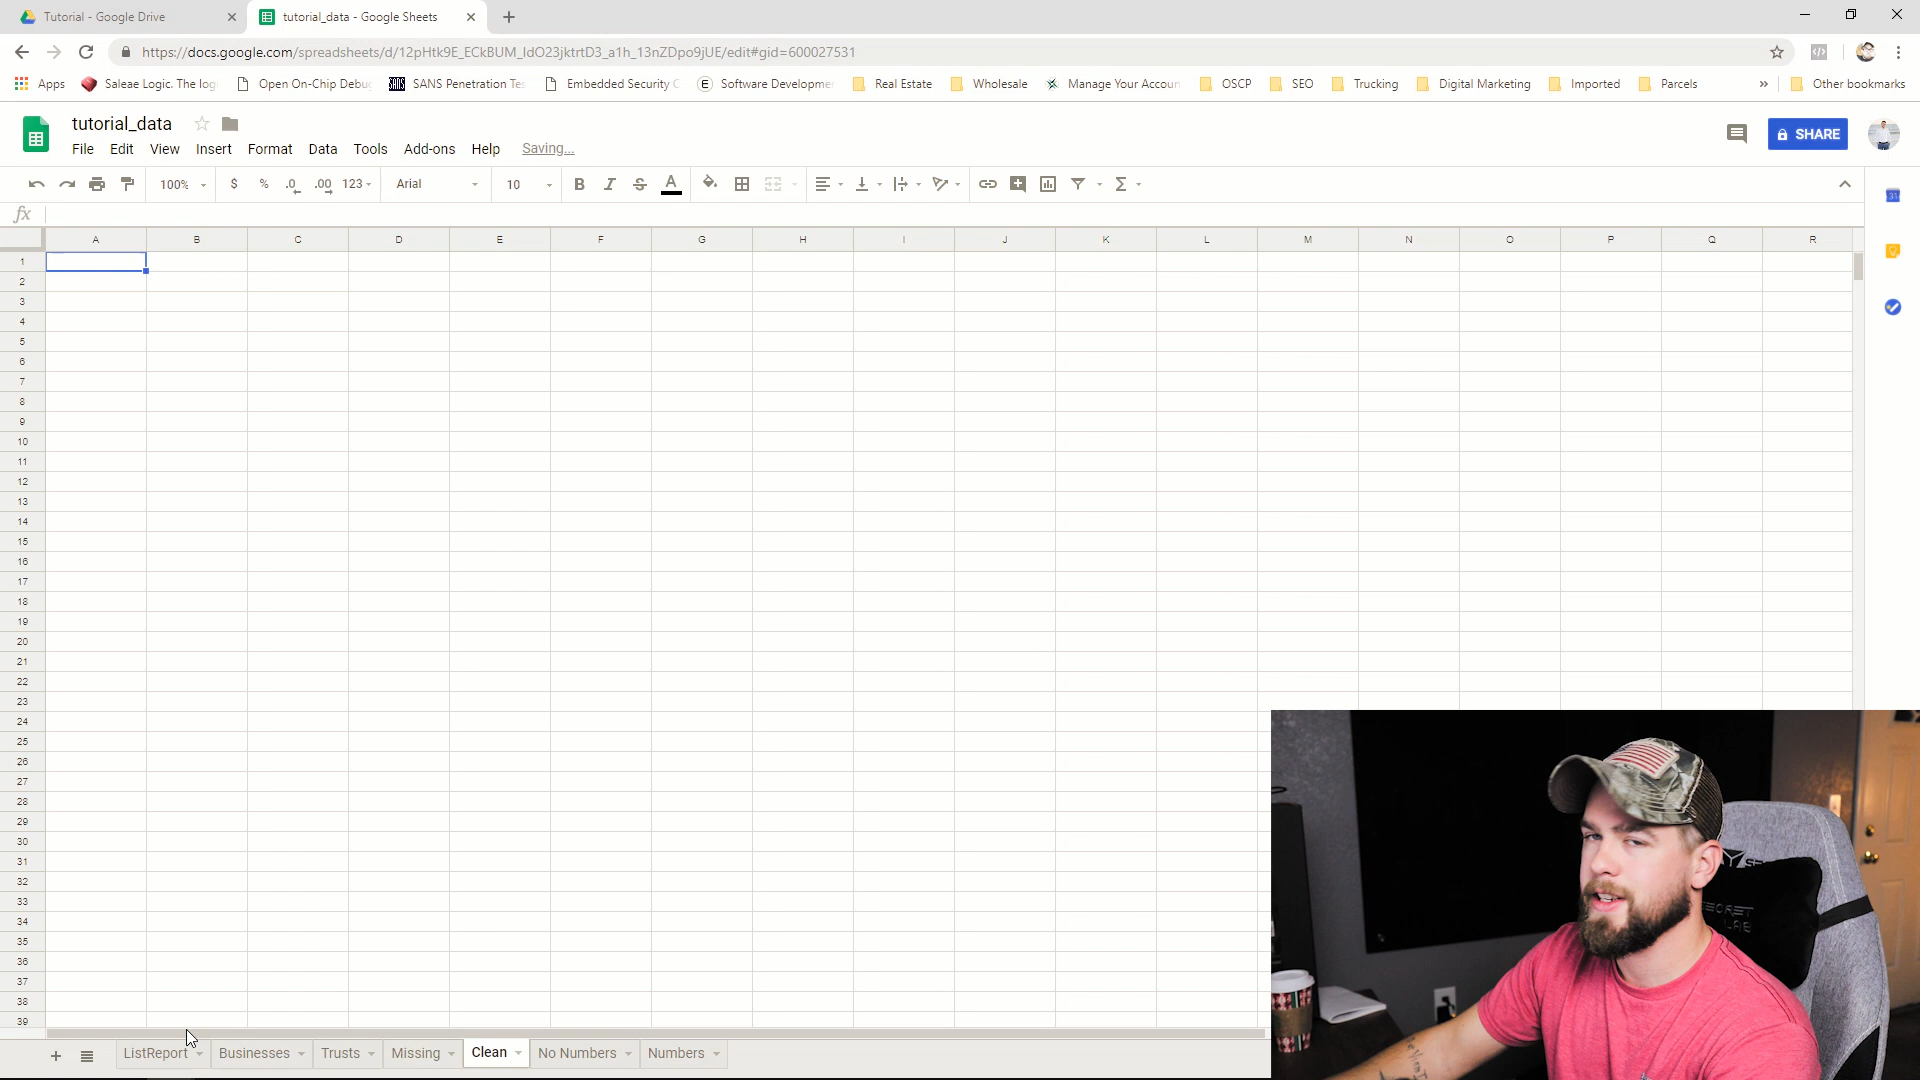 Tutorial - Google Drive
tutorial_data - Google Sheets
https://docs.google.com/spreadsheets/d/12pHtk9E_ECkBUM_IdO23jktrtD3_a1h_13nZDpo9jUE/edit#gid=600027531
Apps
Saleae Logic. The log
Open On-Chip Debug
SANS Penetration Tes
Embedded Security C
Software Developme
Real Estate
Wholesale
Manage Your Accoun
OSCP
SEO
Trucking
Digital Marketing
Imported
Parcels
»
Other bookmarks
tutorial_data
SHARE
File Edit View Insert Format Data Tools Add-ons Help Saving...
100% $ % .0 .00 123 Arial 10 B I S A Σ
31
fx
A B C D E F G H I J K L M N O P Q R
1
2
3
4
5
6
7
8
9
10
11
12
13
14
15
16
17
18
19
20
21
22
23
24
25
26
27
28
29
30
31
32
33
34
35
36
37
38
39
ListReport Businesses Trusts Missing Clean No Numbers Numbers